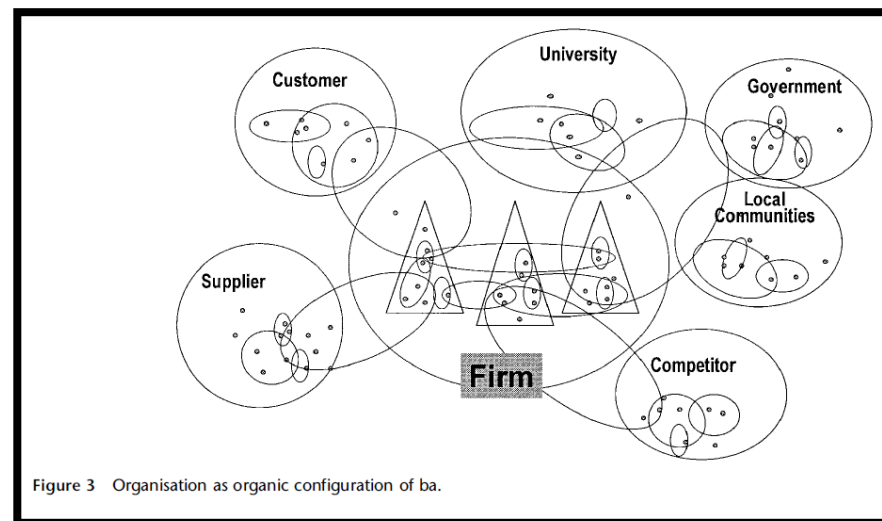 University
Customer
Government
Local
Communities
Supplier
Competitor
Firm
Figure 3 Organisation as organic configuration of ba.